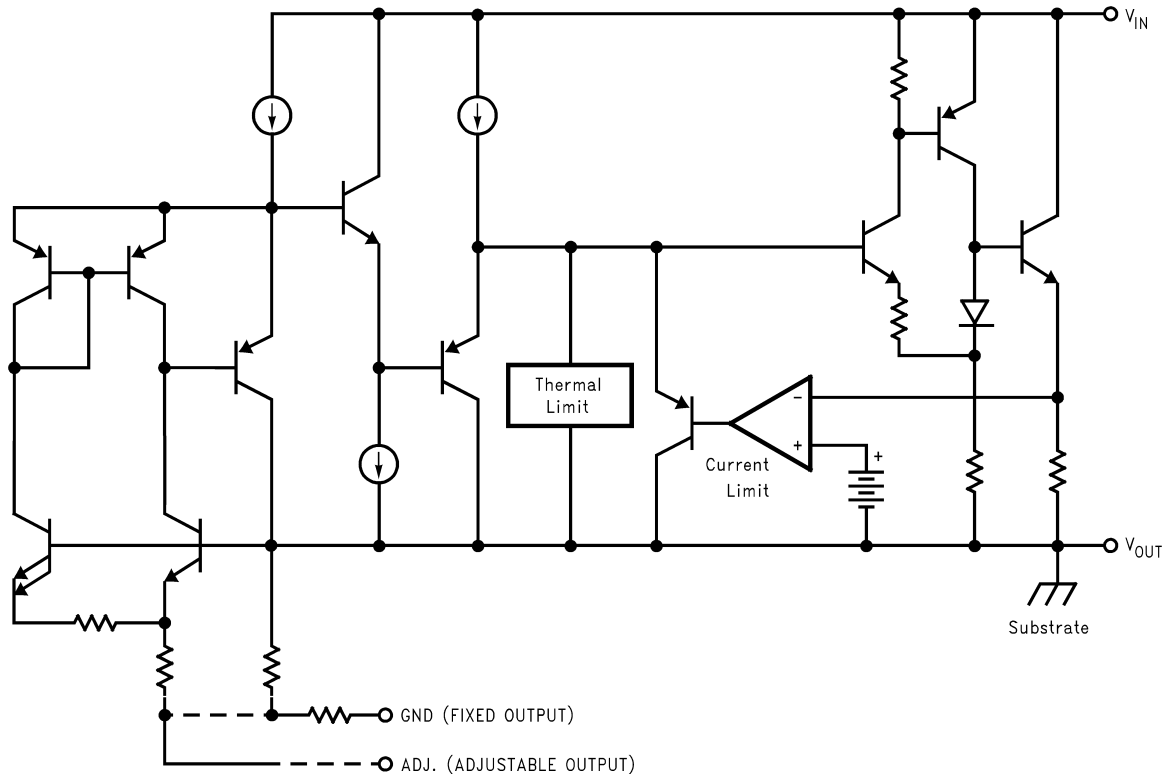 V_IN
Thermal
Limit
−
+
+
Current
Limit
V_OUT
Substrate
GND (FIXED OUTPUT)
ADJ. (ADJUSTABLE OUTPUT)